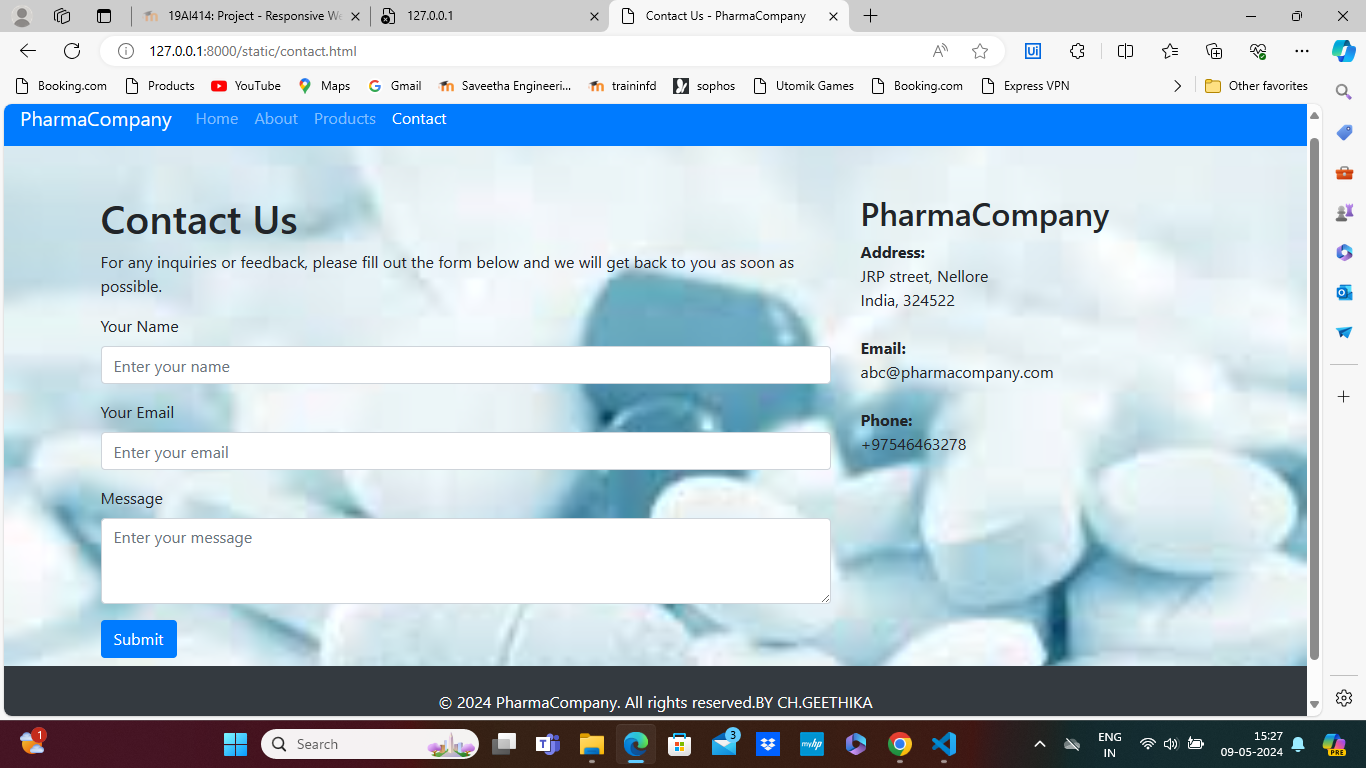 19AI414: Project - Responsive We
127.0.0.1
Contact Us - PharmaCompany
127.0.0.1:8000/static/contact.html
Booking.com
Products
YouTube
Maps
Gmail
Saveetha Engineeri...
traininfd
sophos
Utomik Games
Booking.com
Express VPN
Other favorites
PharmaCompany
Home
About
Products
Contact
Contact Us
For any inquiries or feedback, please fill out the form below and we will get back to you as soon as
possible.
Your Name
Enter your name
Your Email
Enter your email
Message
Enter your message
Submit
PharmaCompany
Address:
JRP street, Nellore
India, 324522
Email:
abc@pharmacompany.com
Phone:
+97546463278
© 2024 PharmaCompany. All rights reserved.BY CH.GEETHIKA
1
Search
3
ENG
IN
15:27
09-05-2024